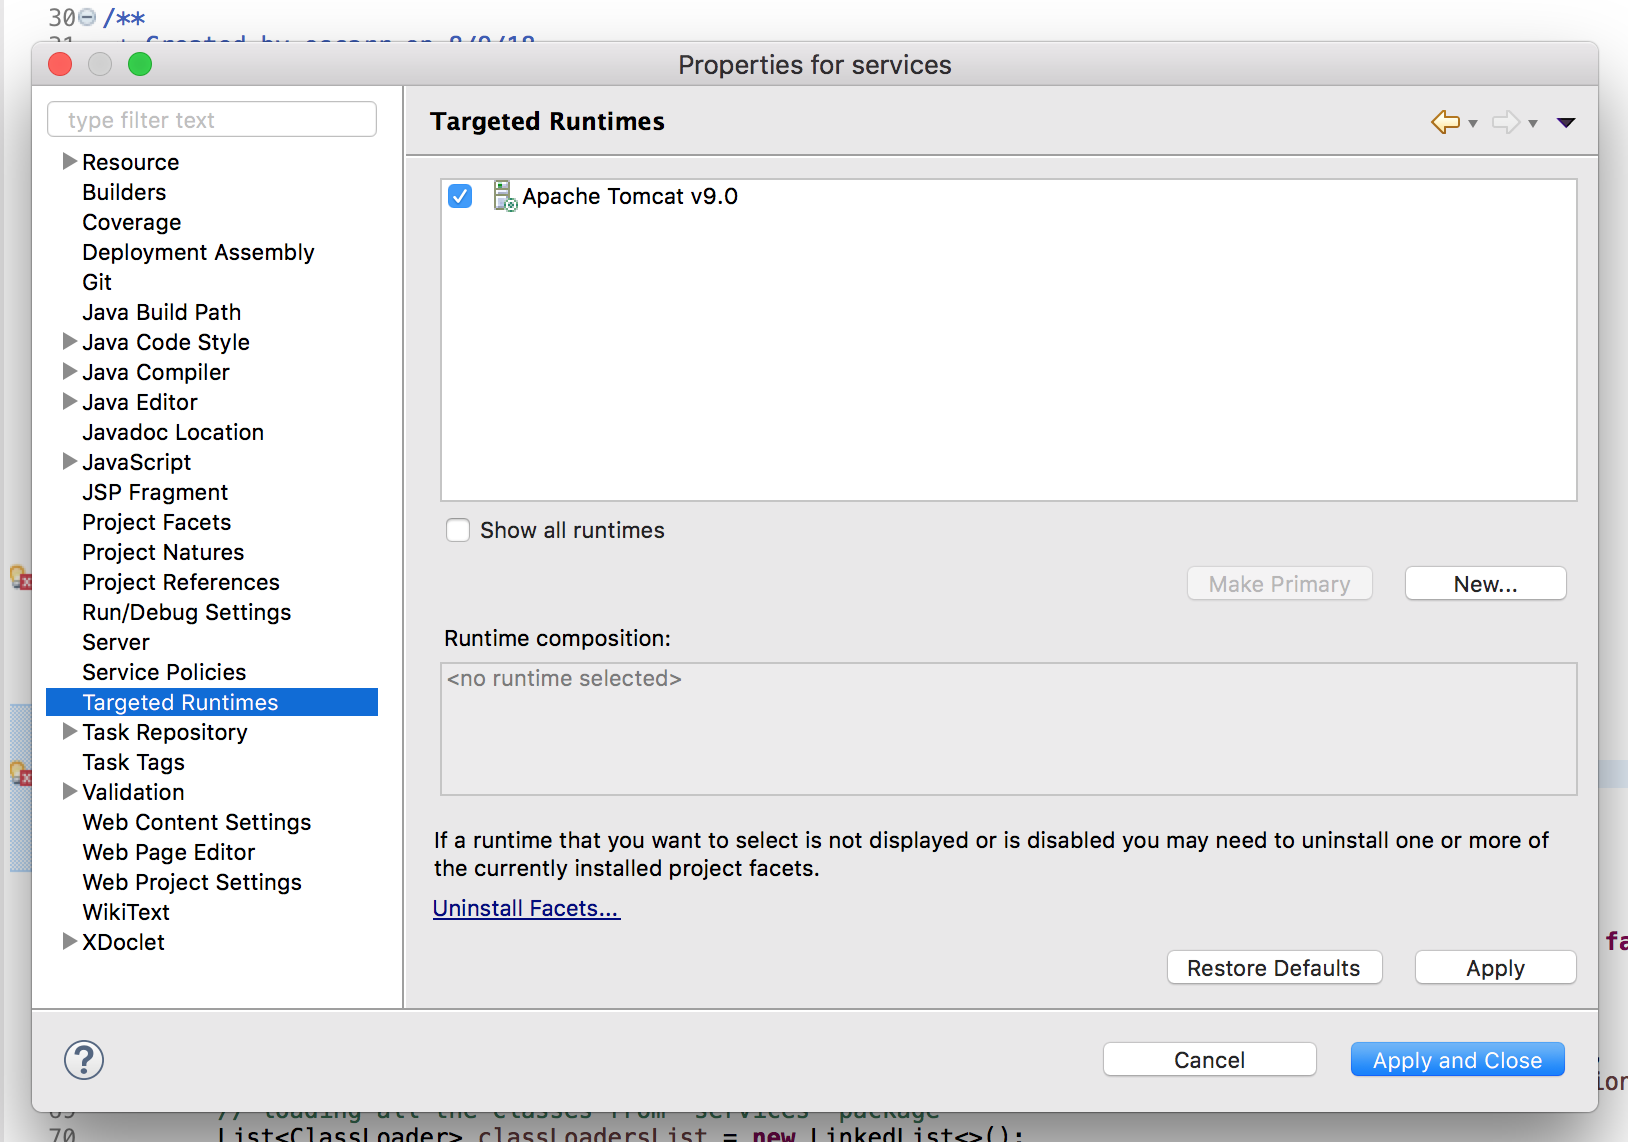 30 /**
Properties for services
type filter text
Targeted Runtimes
Resource
Builders
Coverage
Deployment Assembly
Git
Java Build Path
Java Code Style
Java Compiler
Java Editor
Javadoc Location
JavaScript
JSP Fragment
Project Facets
Project Natures
Project References
Run/Debug Settings
Server
Service Policies
Targeted Runtimes
Task Repository
Task Tags
Validation
Web Content Settings
Web Page Editor
Web Project Settings
WikiText
XDoclet
Apache Tomcat v9.0
Show all runtimes
Make Primary
New...
Runtime composition:
<no runtime selected>
If a runtime that you want to select is not displayed or is disabled you may need to uninstall one or more of
the currently installed project facets.
Uninstall Facets...
fa
Restore Defaults
Apply
?
Cancel
Apply and Close
ion
70 List<ClassLoader> classLoadersList = new LinkedList<>();